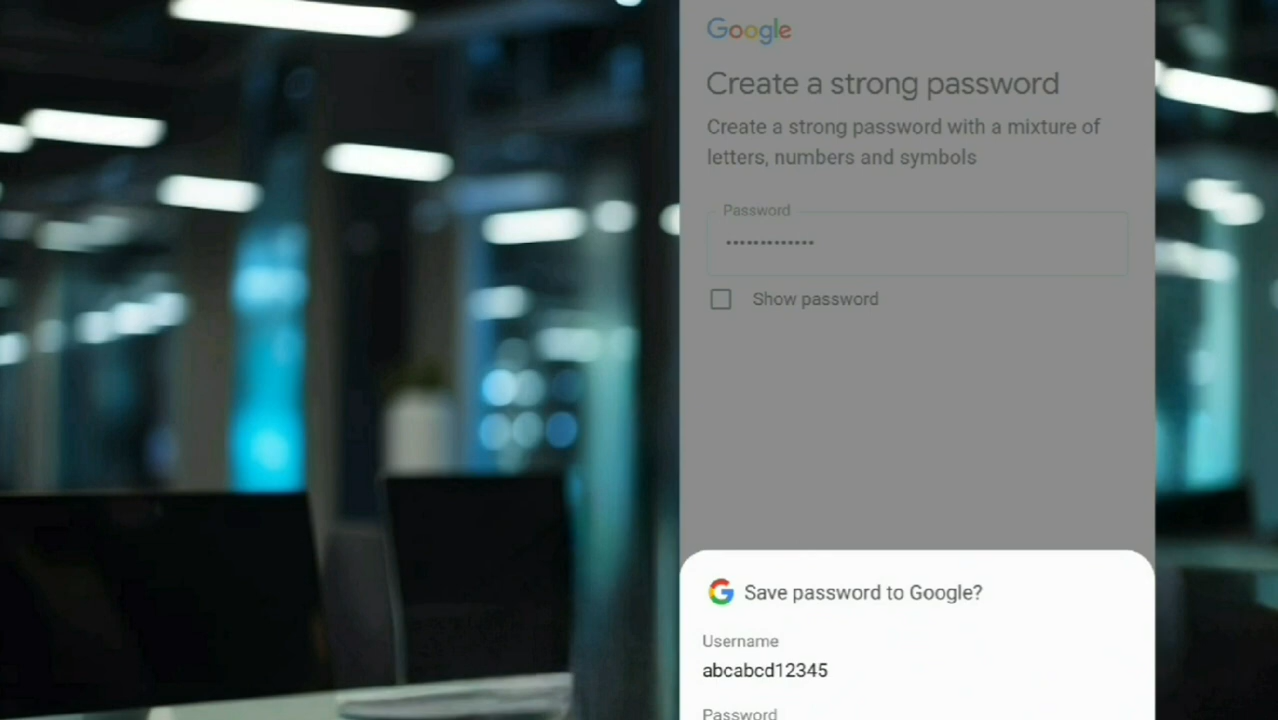 Google
Create a strong password
Create a strong password with a mixture of
letters, numbers and symbols
Password
•••••••••••••
Show password
Save password to Google?
Username
abcabcd12345
Password